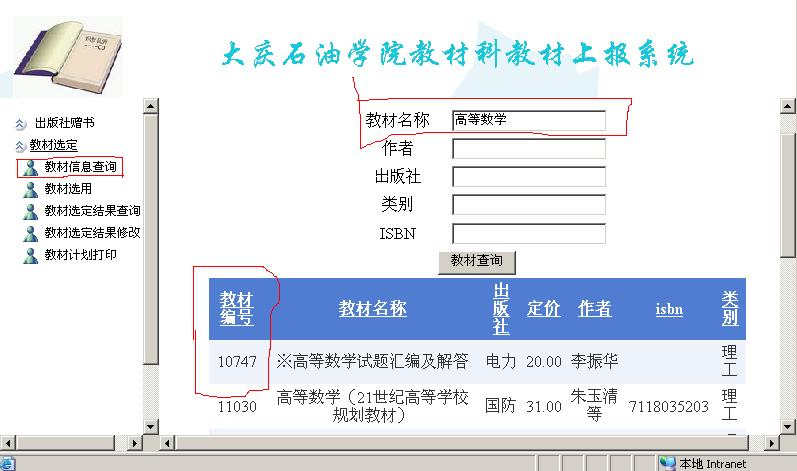 大庆石油学院教材科教材上报系统
出版社赠书
教材选定
教材信息查询
教材选用
教材选定结果查询
教材选定结果修改
教材计划打印
教材名称 高等数学
作者
出版社
类别
ISBN
教材查询
教材编号 教材名称 出版社 定价 作者 isbn 类别
10747 ※高等数学试题汇编及解答 电力 20.00 李振华 理工
11030 高等数学（21世纪高等学校规划教材） 国防 31.00 朱玉清等 7118035203 理工
本地 Intranet